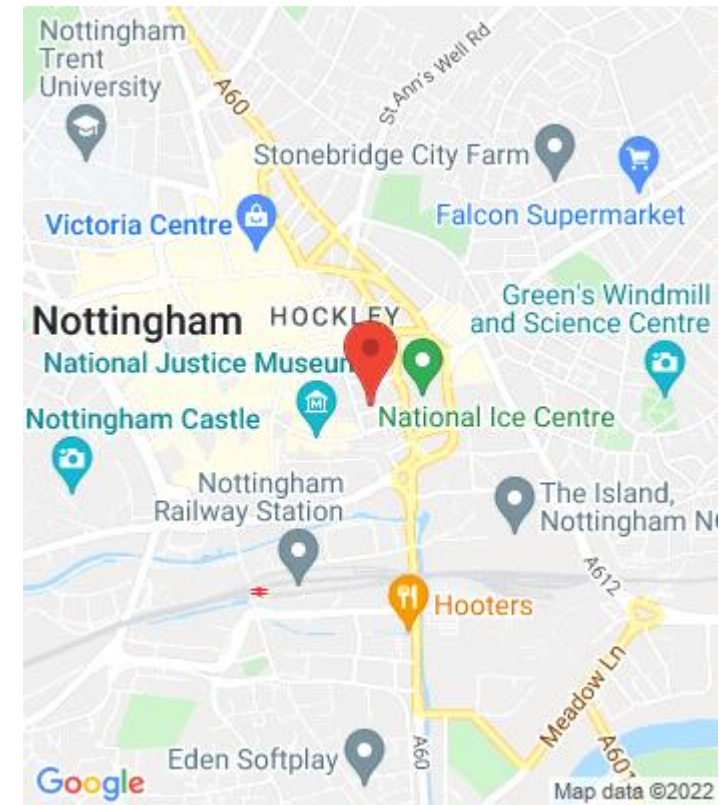 Nottingham
Trent
University
A60
St Ann's Well Rd
Stonebridge City Farm
Falcon Supermarket
Victoria Centre
Green's Windmill
and Science Centre
Nottingham
HOCKLEY
National Justice Museum
National Ice Centre
Nottingham Castle
Nottingham
Railway Station
The Island,
Nottingham NG
A612
Hooters
Meadow Ln
A60
A601
Eden Softplay
Google
Map data ©2022